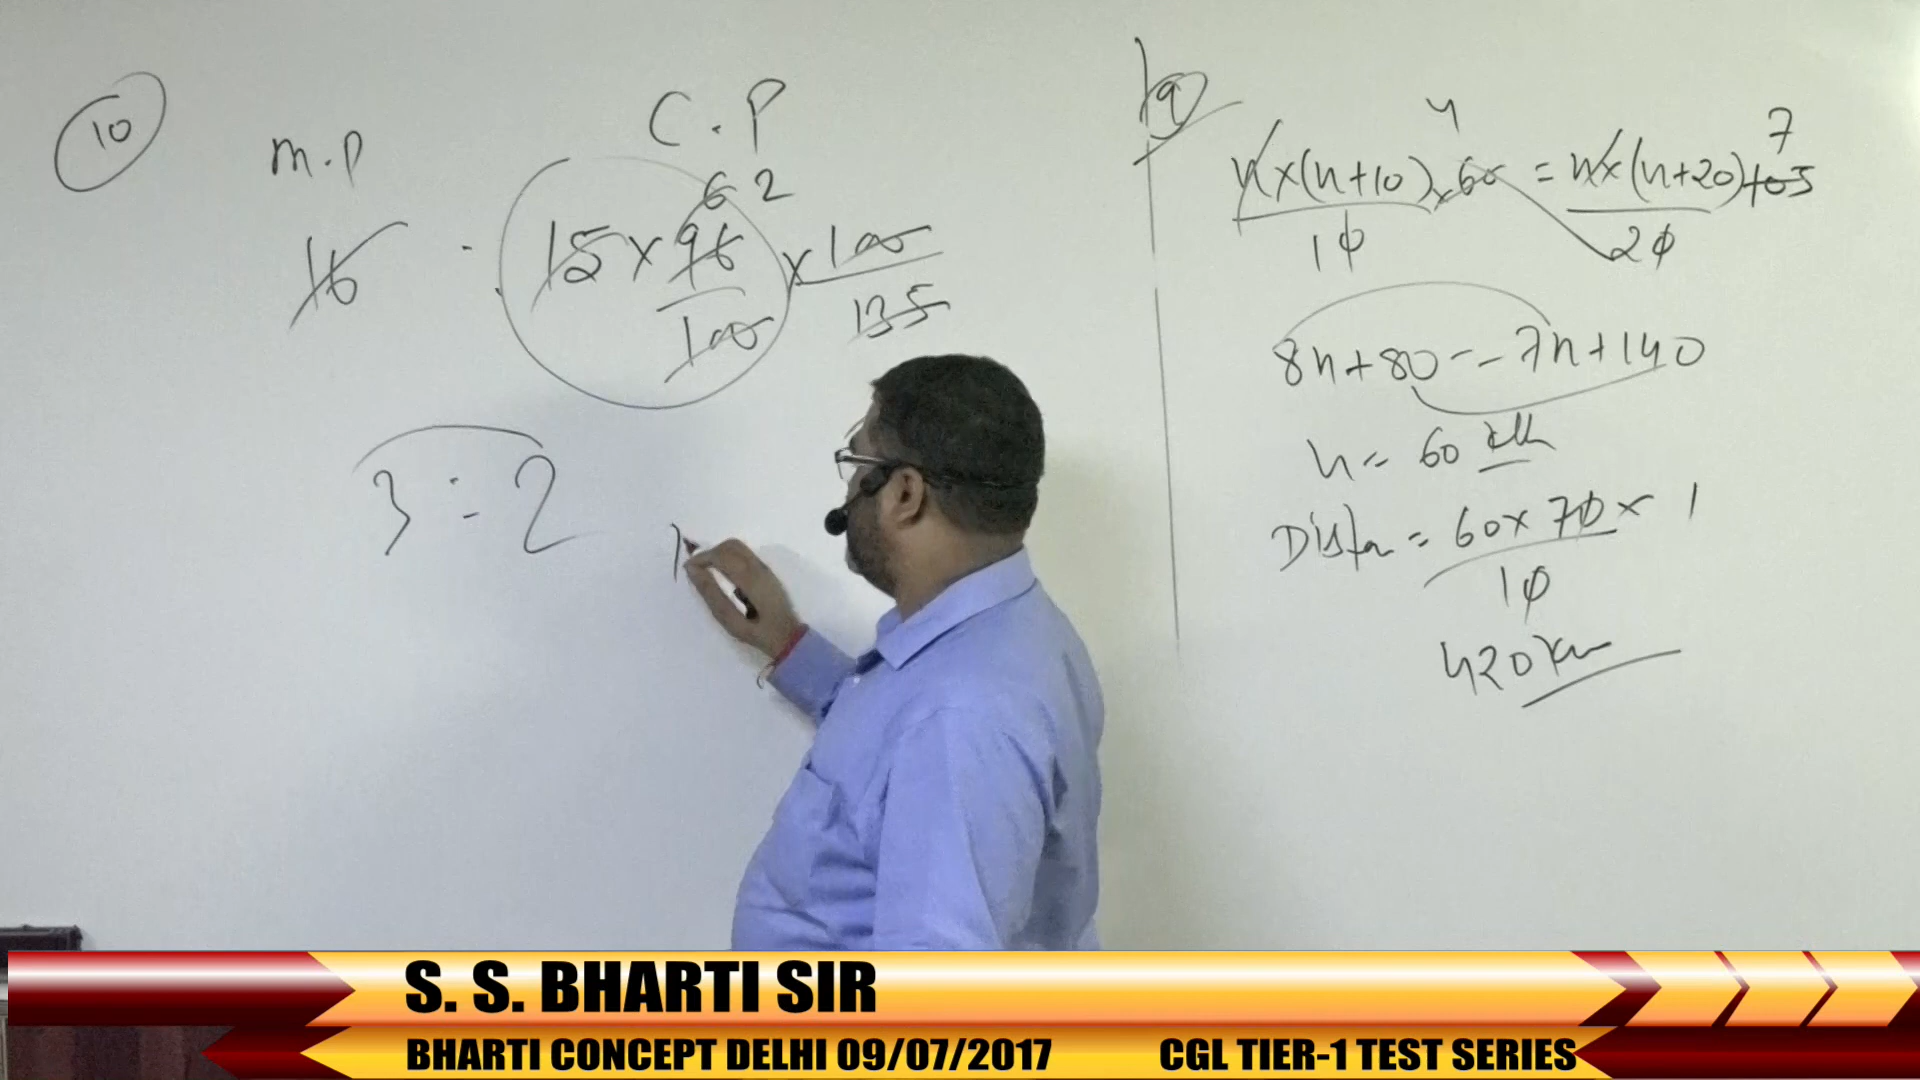 10
M.P C.P
6 2
16 : 15 × 96/100 × 100/135
3 : 2
9
4 7
n×(n+10)/10 × 60 = n×(n+20)/20 × 105
8n+80 = 7n+140
n = 60
Distan = 60 × 70 × 1
10
420 Km
S. S. BHARTI SIR
BHARTI CONCEPT DELHI 09/07/2017 CGL TIER-1 TEST SERIES